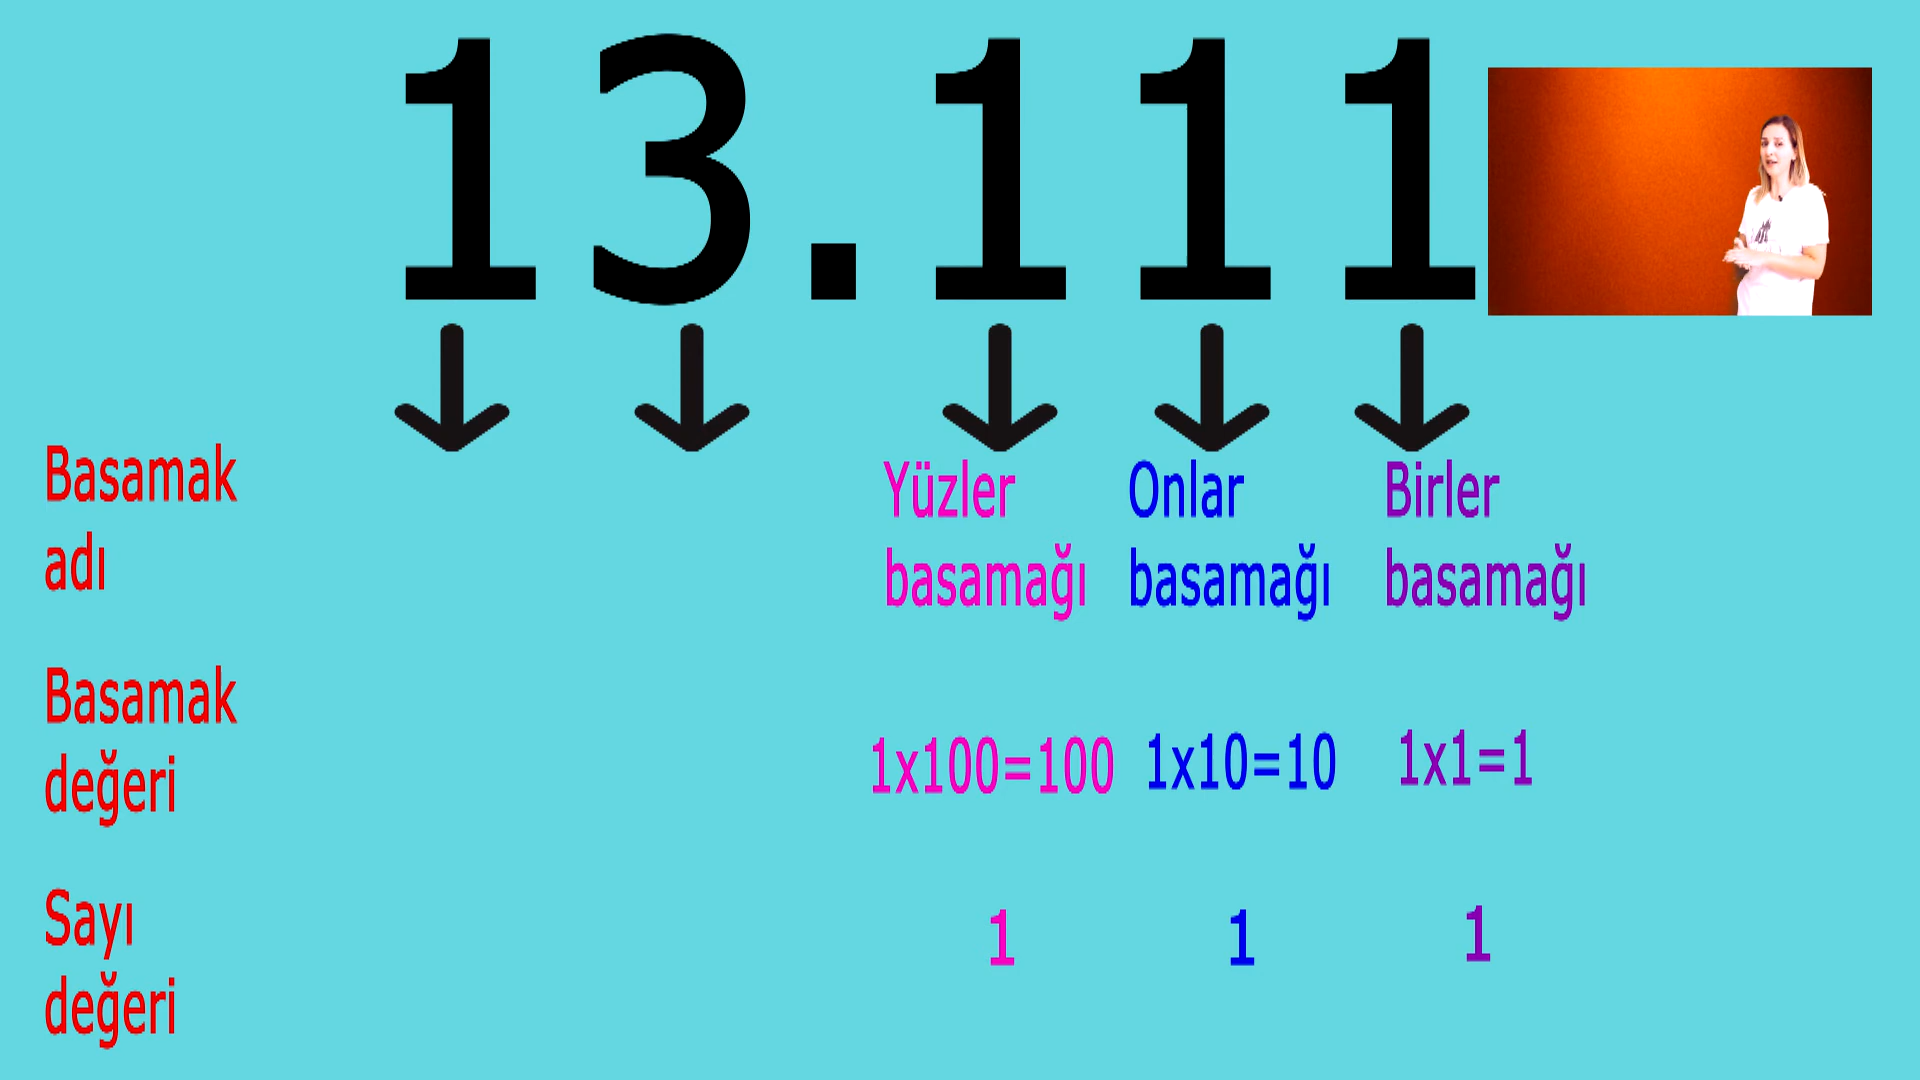 13.111
Basamak
adı
Yüzler
basamağı
Onlar
basamağı
Birler
basamağı
Basamak
değeri
1x100=100
1x10=10
1x1=1
Sayı
değeri
1
1
1